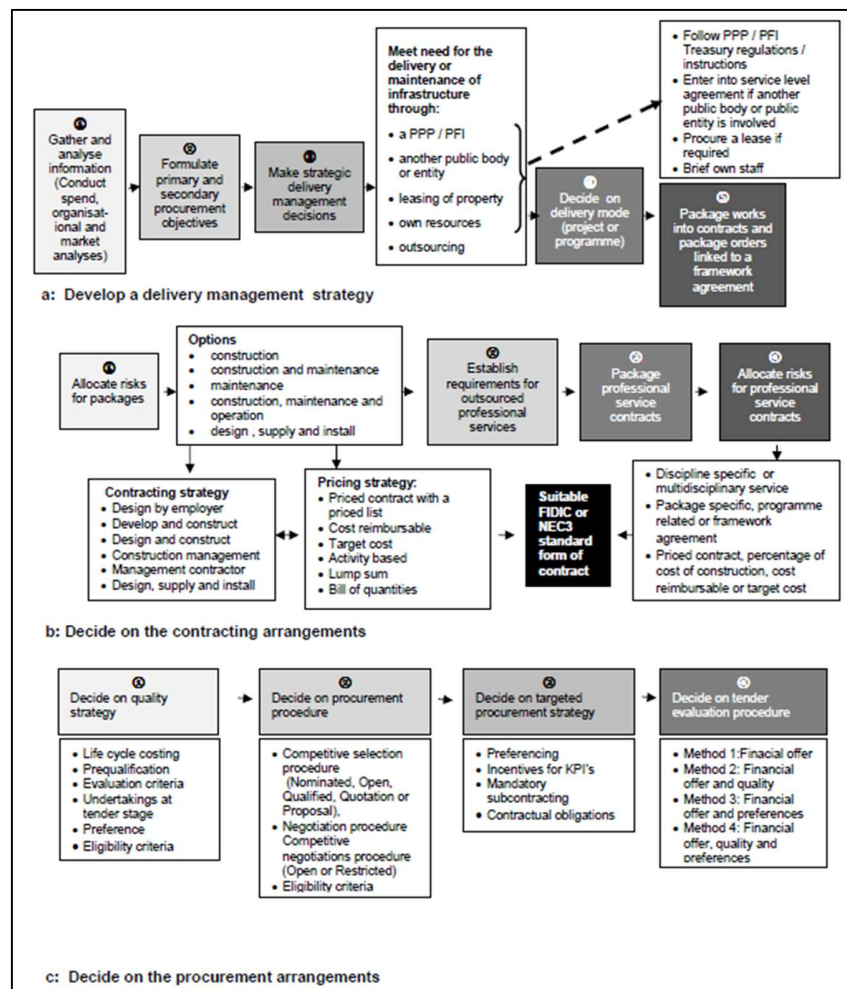 Gather and
analyse
information
(Conduct
spend,
organisat-
ional and
market
analyses)
Formulate
primary and
secondary
procurement
objectives
Make strategic
delivery
management
decisions
Meet need for the
delivery or
maintenance of
infrastructure
through:
• a PPP / PFI
• another public body
or entity
• leasing of property
• own resources
• outsourcing
• Follow PPP / PFI
Treasury regulations /
instructions
• Enter into service level
agreement if another
public body or public
entity is involved
• Procure a lease if
required
• Brief own staff
Decide on
delivery mode
(project or
programme)
Package works
into contracts and
package orders
linked to a
framework
agreement
a: Develop a delivery management strategy
Allocate risks
for packages
Options
• construction
• construction and maintenance
• maintenance
• construction, maintenance and
operation
• design , supply and install
Establish
requirements for
outsourced
professional
services
Package
professional
service contracts
Allocate risks for
professional
service
contracts
Contracting strategy
• Design by employer
• Develop and construct
• Design and construct
• Construction management
• Management contractor
• Design, supply and install
Pricing strategy:
• Priced contract with a
priced list
• Cost reimbursable
• Target cost
• Activity based
• Lump sum
• Bill of quantities
Suitable
FIDIC or
NEC3
standard
form of
contract
• Discipline specific or
multidisciplinary service
• Package specific, programme
related or framework
agreement
• Priced contract, percentage of
cost of construction, cost
reimbursable or target cost
b: Decide on the contracting arrangements
Decide on quality
strategy
• Life cycle costing
• Prequalification
• Evaluation criteria
• Undertakings at
tender stage
• Preference
• Eligibility criteria
Decide on procurement
procedure
• Competitive selection
procedure
(Nominated, Open,
Qualified, Quotation or
Proposal),
• Negotiation procedure
Competitive
negotiations procedure
(Open or Restricted)
• Eligibility criteria
Decide on targeted
procurement strategy
• Preferencing
• Incentives for KPI's
• Mandatory
subcontracting
• Contractual obligations
Decide on tender
evaluation procedure
• Method 1:Finacial offer
• Method 2: Financial
offer and quality
• Method 3: Financial
offer and preferences
• Method 4: Financial
offer, quality and
preferences
c: Decide on the procurement arrangements